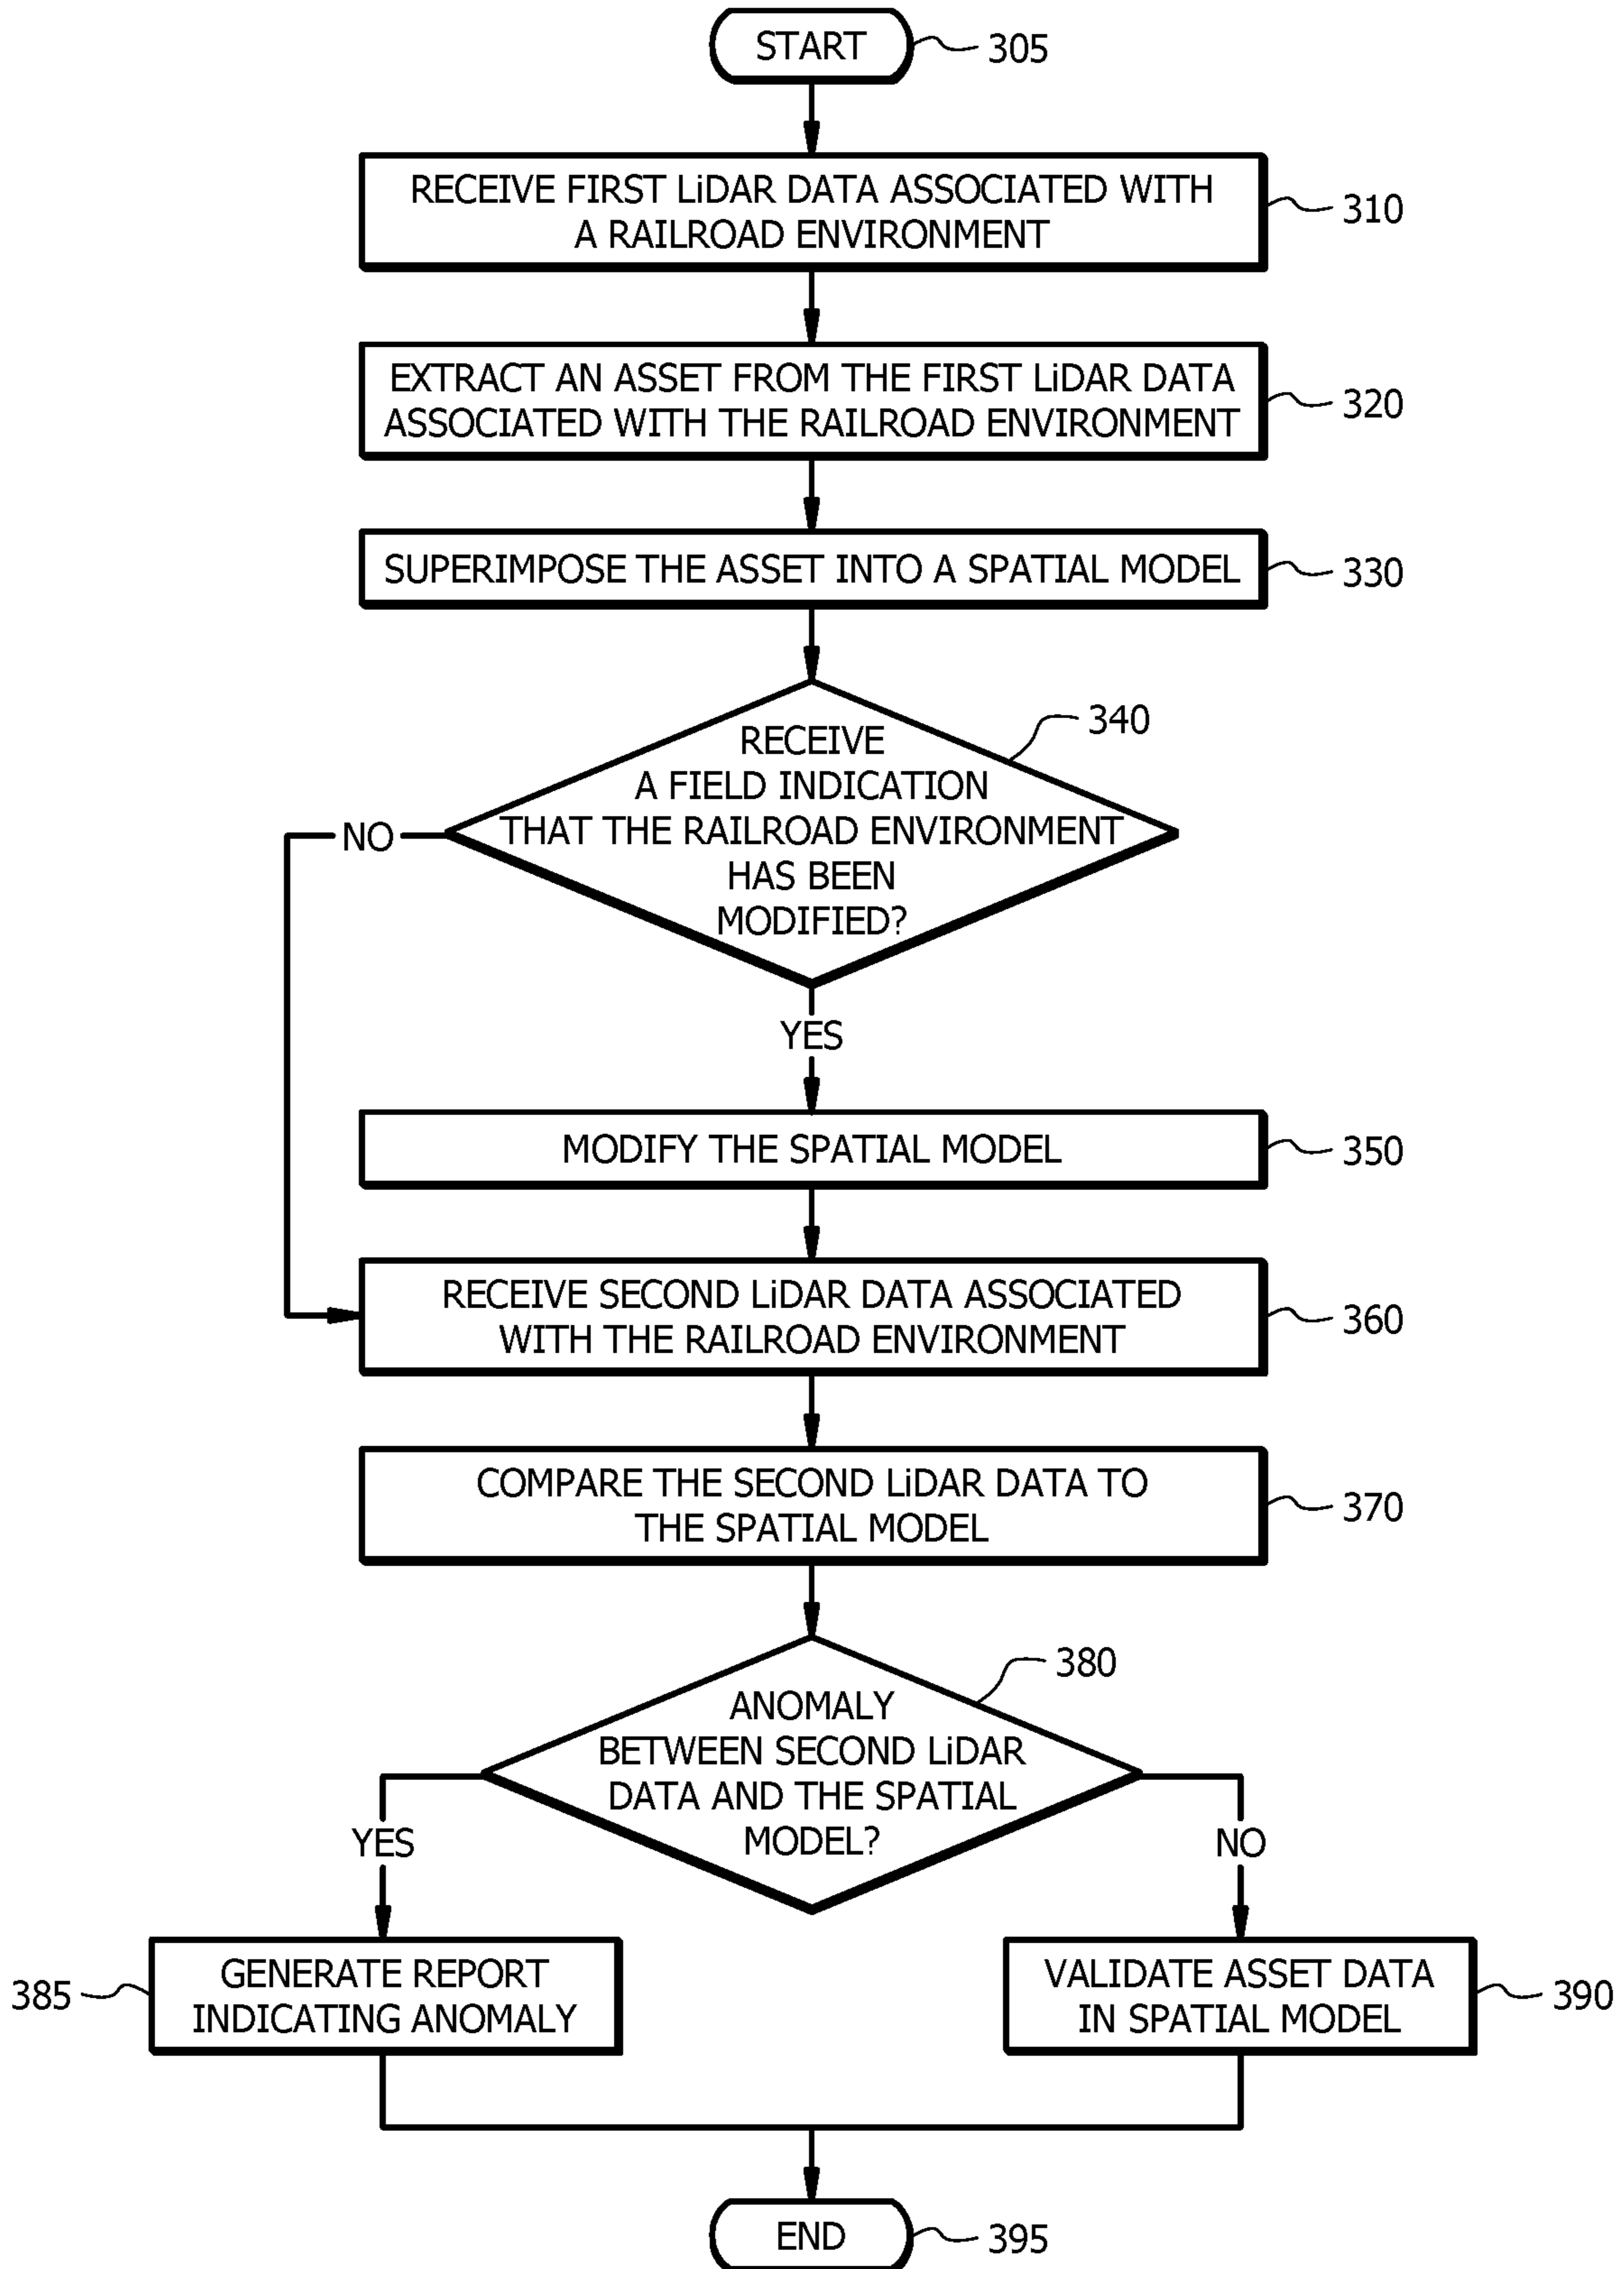 START
305
RECEIVE FIRST LiDAR DATA ASSOCIATED WITH
A RAILROAD ENVIRONMENT
310
EXTRACT AN ASSET FROM THE FIRST LiDAR DATA
ASSOCIATED WITH THE RAILROAD ENVIRONMENT
320
SUPERIMPOSE THE ASSET INTO A SPATIAL MODEL
330
RECEIVE
A FIELD INDICATION
THAT THE RAILROAD ENVIRONMENT
HAS BEEN
MODIFIED?
340
NO
YES
MODIFY THE SPATIAL MODEL
350
RECEIVE SECOND LiDAR DATA ASSOCIATED
WITH THE RAILROAD ENVIRONMENT
360
COMPARE THE SECOND LiDAR DATA TO
THE SPATIAL MODEL
370
ANOMALY
BETWEEN SECOND LiDAR
DATA AND THE SPATIAL
MODEL?
380
YES
NO
GENERATE REPORT
INDICATING ANOMALY
385
VALIDATE ASSET DATA
IN SPATIAL MODEL
390
END
395